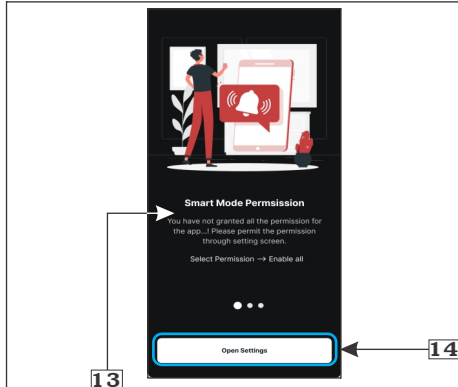 Smart Mode Permsission
You have not granted all the permission for
the app...! Please permit the permission
through setting screen.
Select Permission → Enable all
Open Settings
14
13